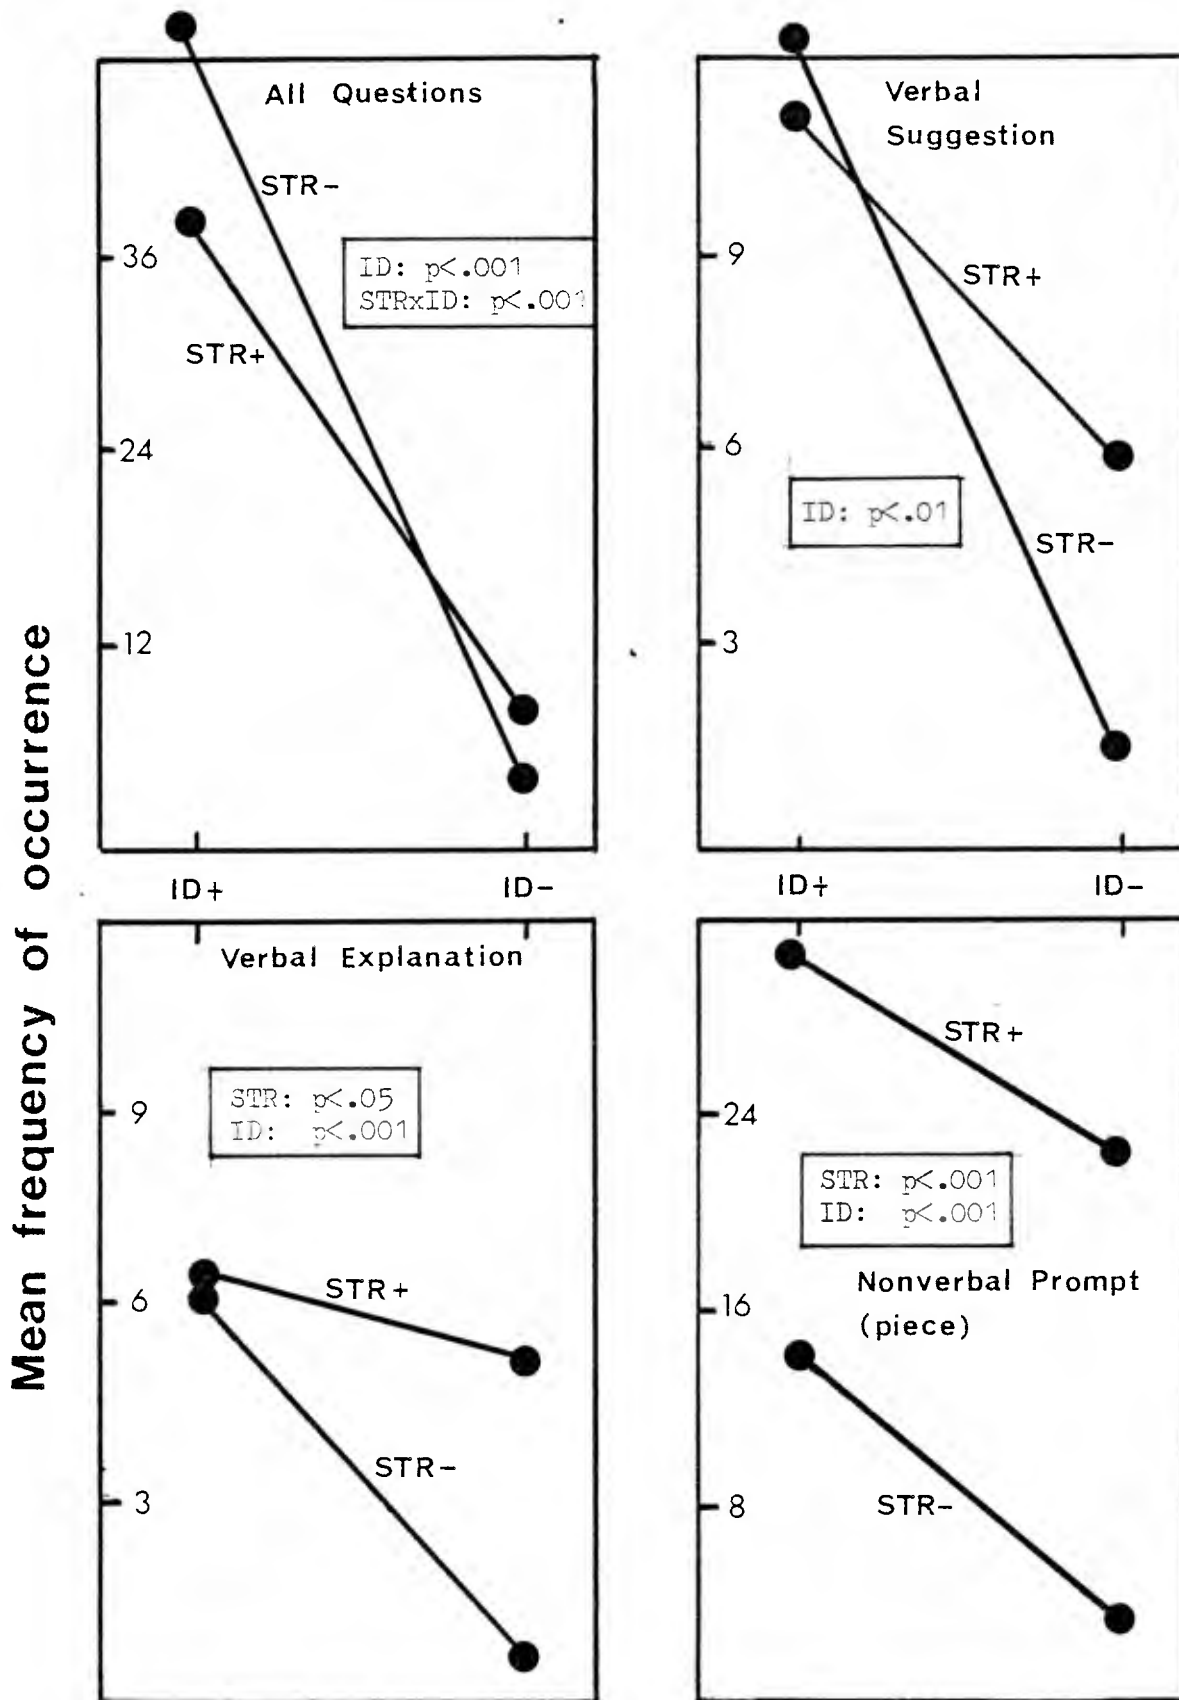 Mean frequency of occurrence
All Questions
STR-
36
ID: p<.001
STRxID: p<.001
STR+
24
12
ID+ ID-
Verbal
Suggestion
9
STR+
6
ID: p<.01
STR-
3
ID+ ID-
Verbal Explanation
STR: p<.05
ID: p<.001
9
STR+
6
STR-
3
STR+
24
STR: p<.001
ID: p<.001
Nonverbal Prompt
16
(piece)
STR-
8